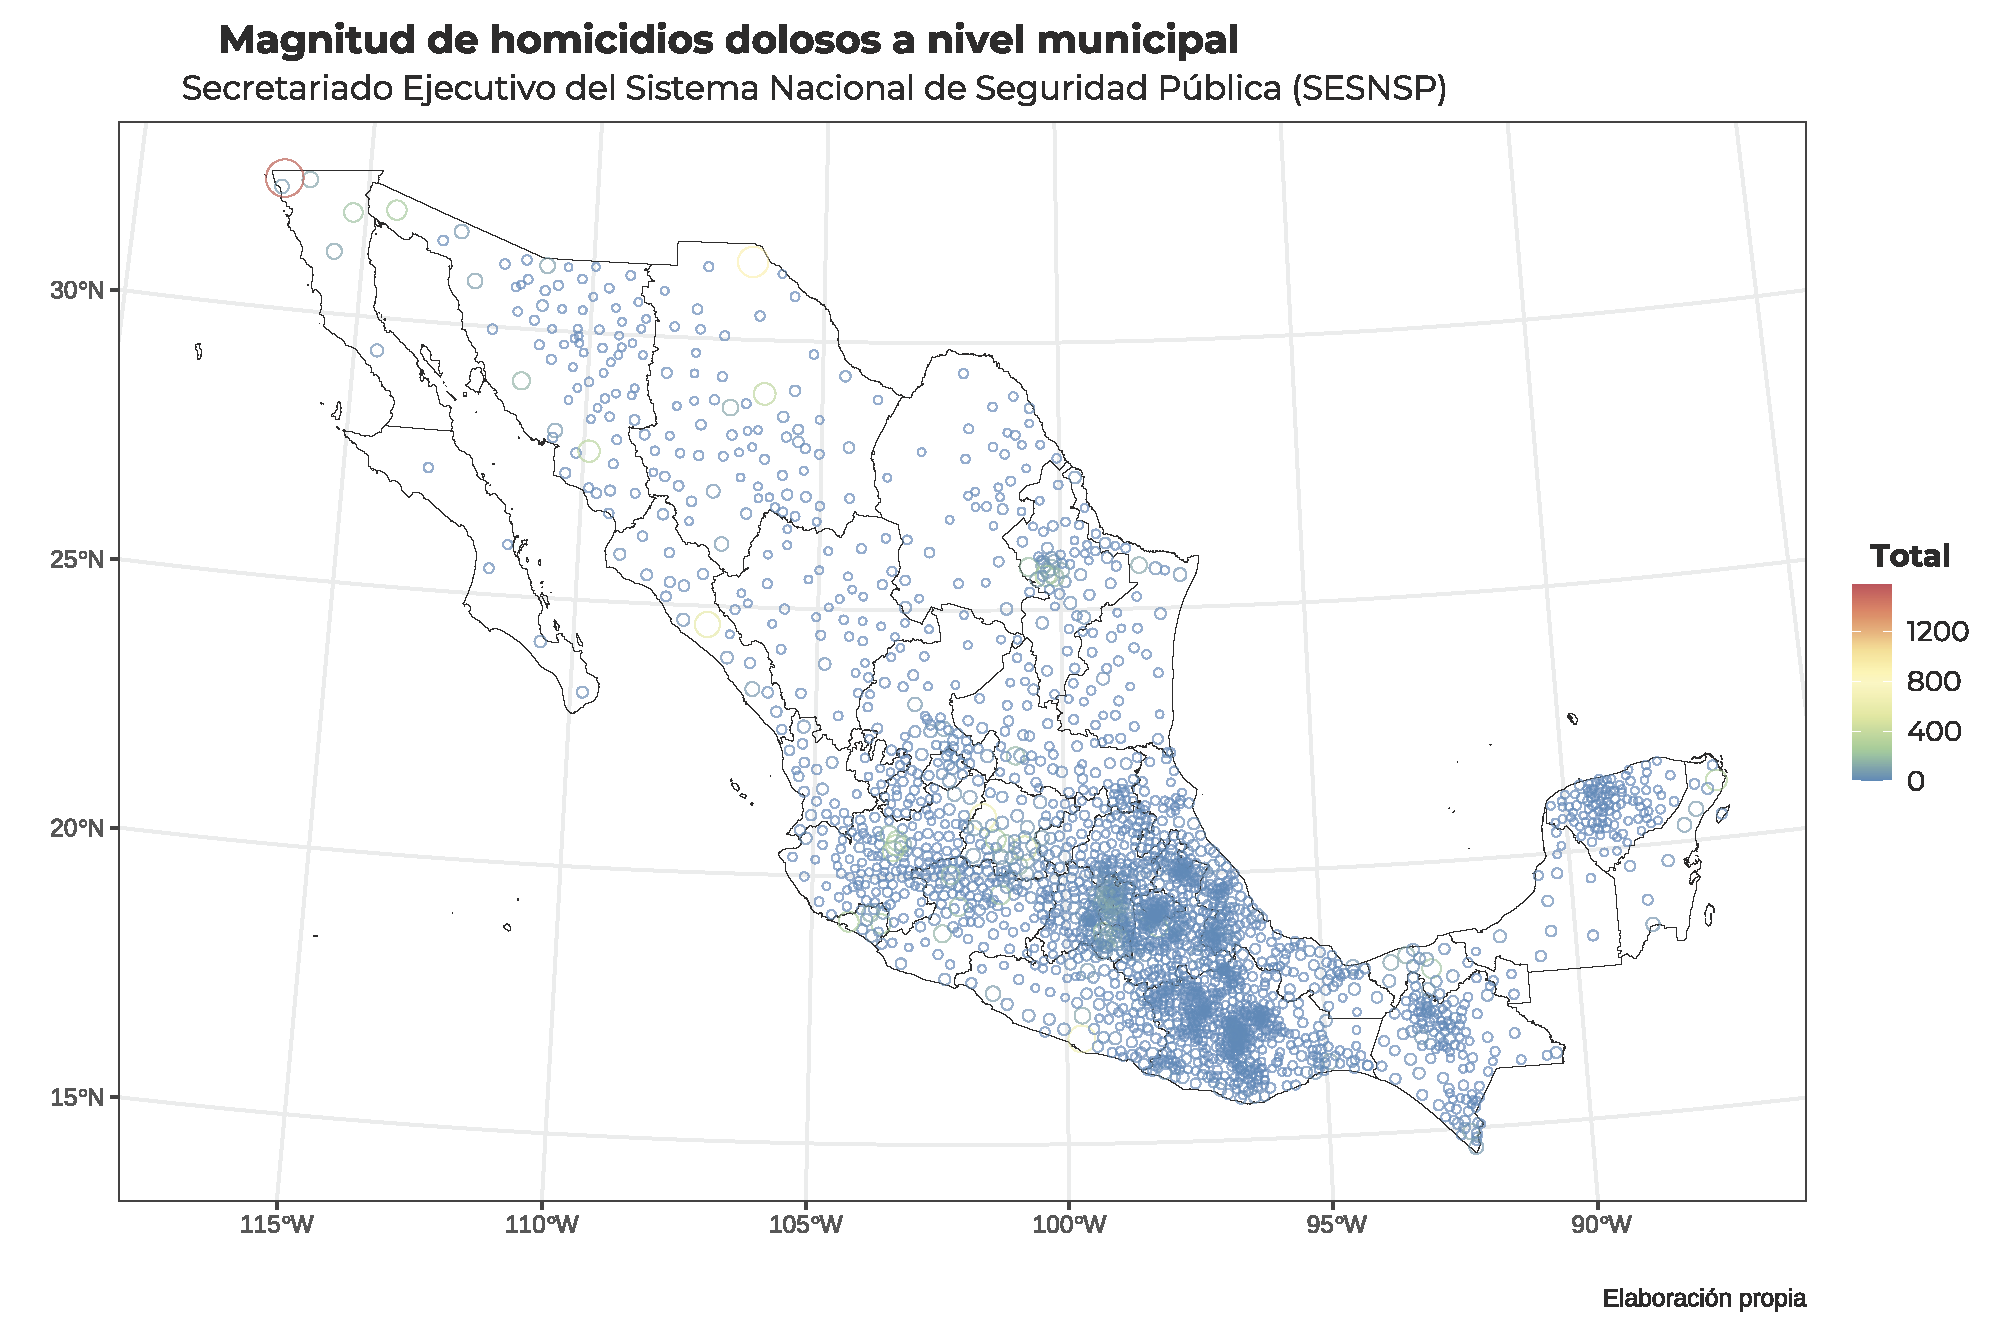 Magnitud de homicidios dolosos a nivel municipal
Secretariado Ejecutivo del Sistema Nacional de Seguridad Pública (SESNSP)
30°N
25°N
20°N
15°N
115°W
110°W
105°W
100°W
95°W
90°W
Total
1200
800
400
0
Elaboración propia